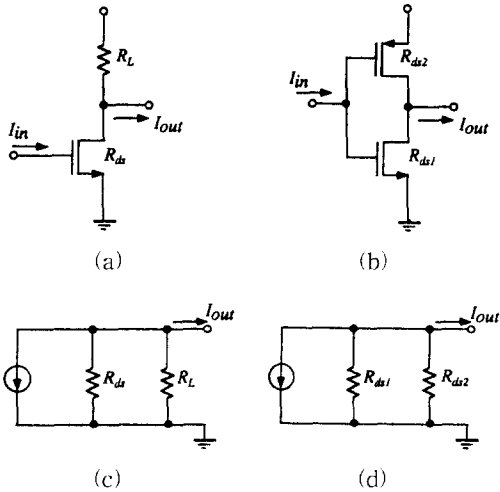 R_L
I_in
I_out
R_ds
(a)
R_ds2
I_in
I_out
R_ds1
(b)
I_out
R_ds
R_L
(c)
I_out
R_ds1
R_ds2
(d)